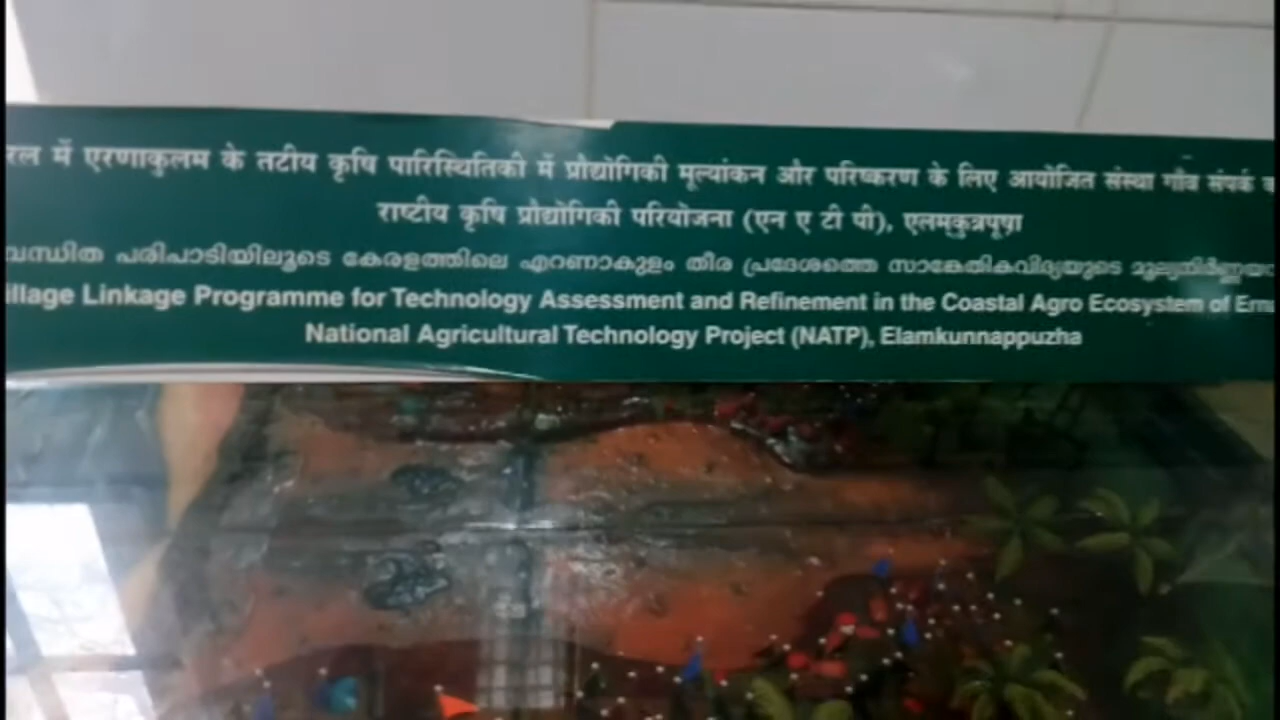 में एरणाकुलम के तटीय कृषि पारिस्थितिकी में प्रौद्योगिकी मूल्यांकन और परिष्करण के लिए आयोजित संस्था गाँव संपर्क
राष्टीय कृषि प्रौद्योगिकी परियोजना (एन ए टी पी), एलमकुन्नपूष़ा
പരിപാടിയിലൂടെ കേരളത്തിലെ എറണാകുളം തീര പ്രദേശത്തെ സാങ്കേതികവിദ്യയുടെ
Linkage Programme for Technology Assessment and Refinement in the Coastal Agro Ecosystem of
National Agricultural Technology Project (NATP), Elamkunnappuzha